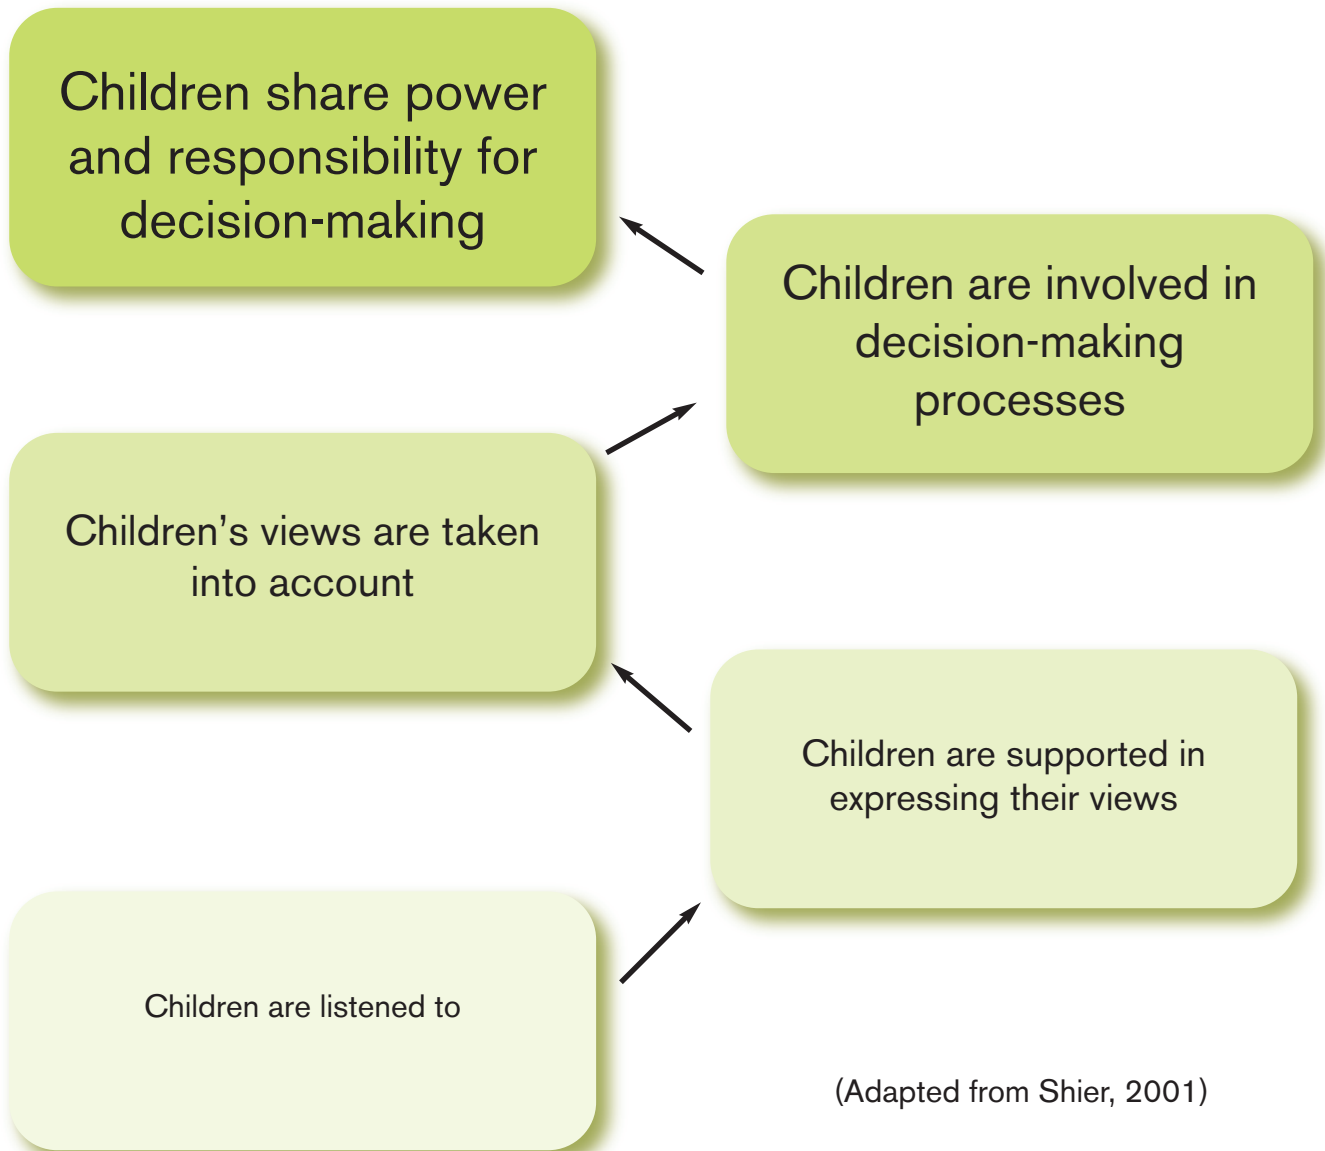 Children share power
and responsibility for
decision-making
Children are involved in
decision-making
processes
Children’s views are taken
into account
Children are supported in
expressing their views
Children are listened to
(Adapted from Shier, 2001)